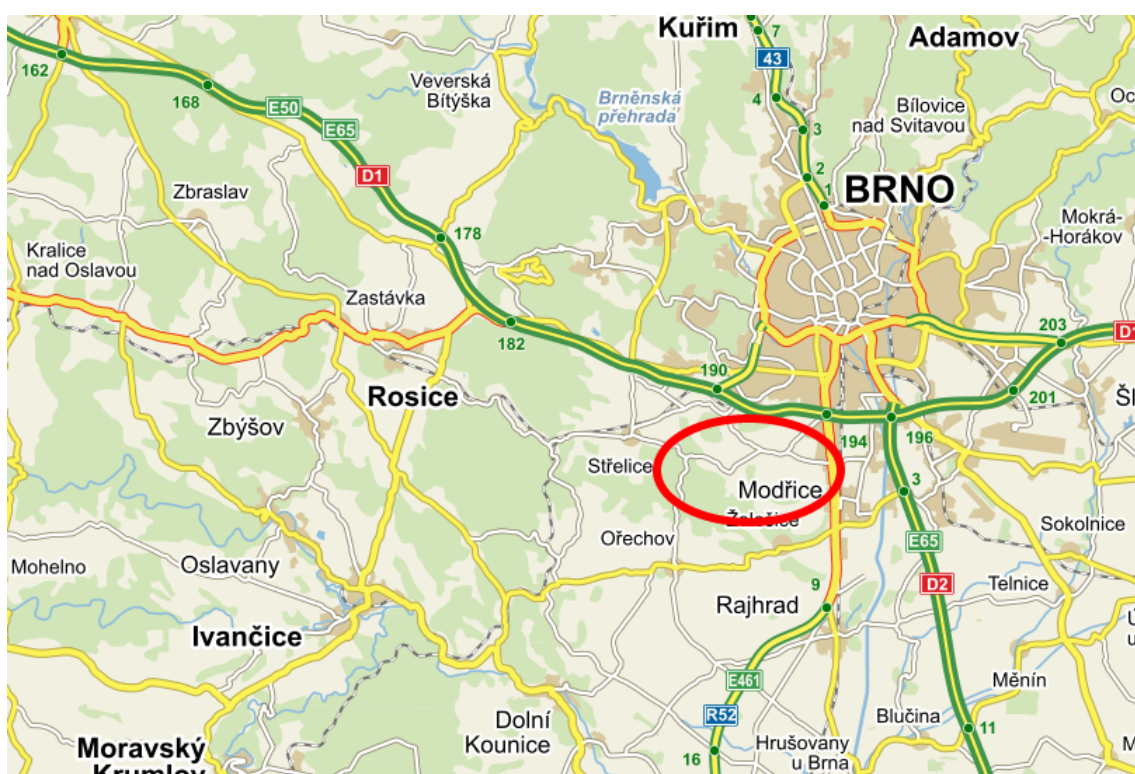 Kuřim
7
Adamov
43
162
168
Veverská
Bítýška
4
Brněnská
přehrada
Bílovice
nad Svitavou
E50
E65
3
D1
2
Zbraslav
1
BRNO
Mokrá-
-Horákov
178
Kralice
nad Oslavou
Zastávka
203
182
190
201
Rosice
Zbýšov
194
196
Střelice
Modřice
3
Želešice
Ořechov
Sokolnice
E65
Oslavany
Mohelno
9
D2
Telnice
Rajhrad
Ivančice
E461
Měnín
R52
Dolní
Kounice
Blučina
11
Moravský
Krumlov
16
Hrušovany
u Brna